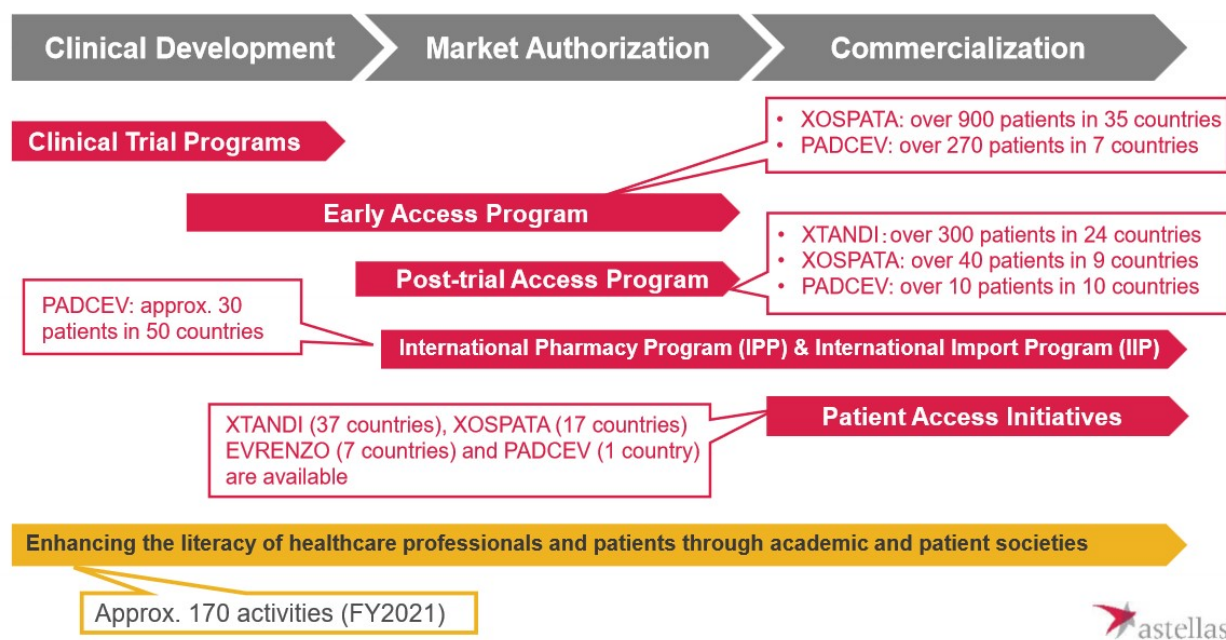 Clinical Development
Market Authorization
Commercialization
Clinical Trial Programs
• XOSPATA: over 900 patients in 35 countries
• PADCEV: over 270 patients in 7 countries
Early Access Program
• XTANDI: over 300 patients in 24 countries
• XOSPATA: over 40 patients in 9 countries
• PADCEV: over 10 patients in 10 countries
Post-trial Access Program
PADCEV: approx. 30
patients in 50 countries
International Pharmacy Program (IPP) & International Import Program (IIP)
Patient Access Initiatives
XTANDI (37 countries), XOSPATA (17 countries)
EVRENZO (7 countries) and PADCEV (1 country)
are available
Enhancing the literacy of healthcare professionals and patients through academic and patient societies
Approx. 170 activities (FY2021)
astellas